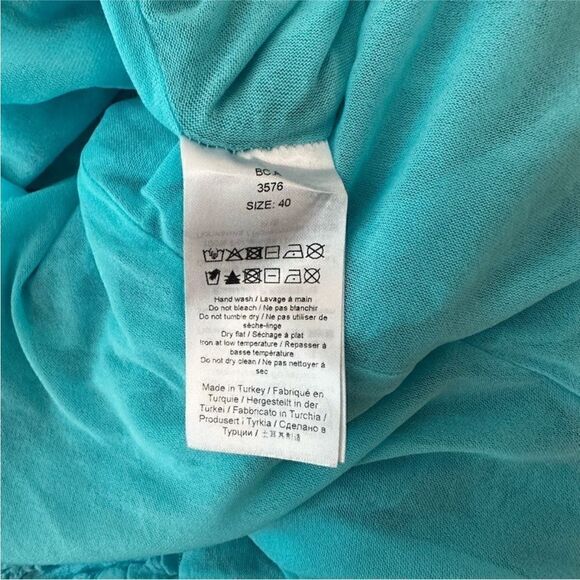 3576
SIZE: 40
Hand wash / Lavage à main
Do not bleach / Ne pas blanchir
Do not tumble dry / Ne pas utiliser de
sèche-linge
Dry flat / Séchage à plat
Iron at low temperature / Repasser à
basse température
Do not dry clean / Ne pas nettoyer à
sec
Made in Turkey / Fabriqué en
Turquie / Hergesteilt in der
Turkei / Fabbricato in Turchia /
Produsert i Tyrkia / Сделано в
Турции / 土耳其制造